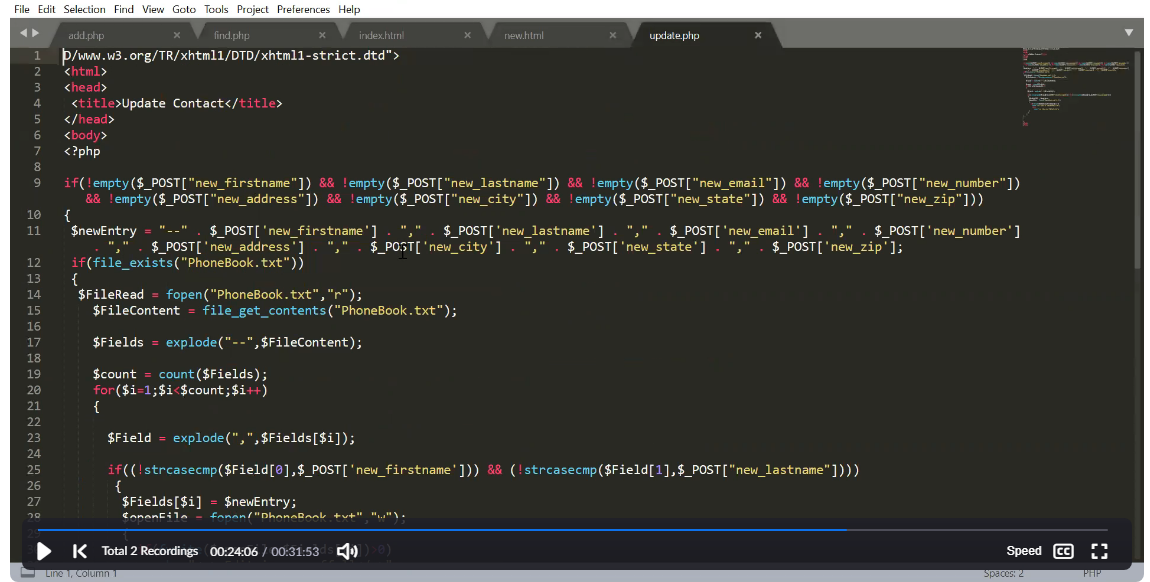 File Edit Selection Find View Goto Tools Project Preferences Help
add.php × find.php × index.html × new.html × update.php ×
1 D/www.w3.org/TR/xhtml1/DTD/xhtml1-strict.dtd">
2 <html>
3 <head>
4 <title>Update Contact</title>
5 </head>
6 <body>
7 <?php
8
9 if(!empty($_POST["new_firstname"]) && !empty($_POST["new_lastname"]) && !empty($_POST["new_email"]) && !empty($_POST["new_number"])
&& !empty($_POST["new_address"]) && !empty($_POST["new_city"]) && !empty($_POST["new_state"]) && !empty($_POST["new_zip"]))
10 {
11 $newEntry = "--" . $_POST['new_firstname'] . "," . $_POST['new_lastname'] . "," . $_POST['new_email'] . "," . $_POST['new_number']
. "," . $_POST['new_address'] . "," . $_POST['new_city'] . "," . $_POST['new_state'] . "," . $_POST['new_zip'];
12 if(file_exists("PhoneBook.txt"))
13 {
14 $FileRead = fopen("PhoneBook.txt","r");
15 $FileContent = file_get_contents("PhoneBook.txt");
16
17 $Fields = explode("--",$FileContent);
18
19 $count = count($Fields);
20 for($i=1;$i<$count;$i++)
21 {
22
23 $Field = explode(",",$Fields[$i]);
24
25 if((!strcasecmp($Field[0],$_POST['new_firstname'])) && (!strcasecmp($Field[1],$_POST["new_lastname"])))
26 {
27 $Fields[$i] = $newEntry;
28 $openFile = fopen("PhoneBook.txt","w");
29 {
Total 2 Recordings 00:24:06 / 00:31:53 Speed CC
Line 1, Column 1 Spaces: 2 PHP